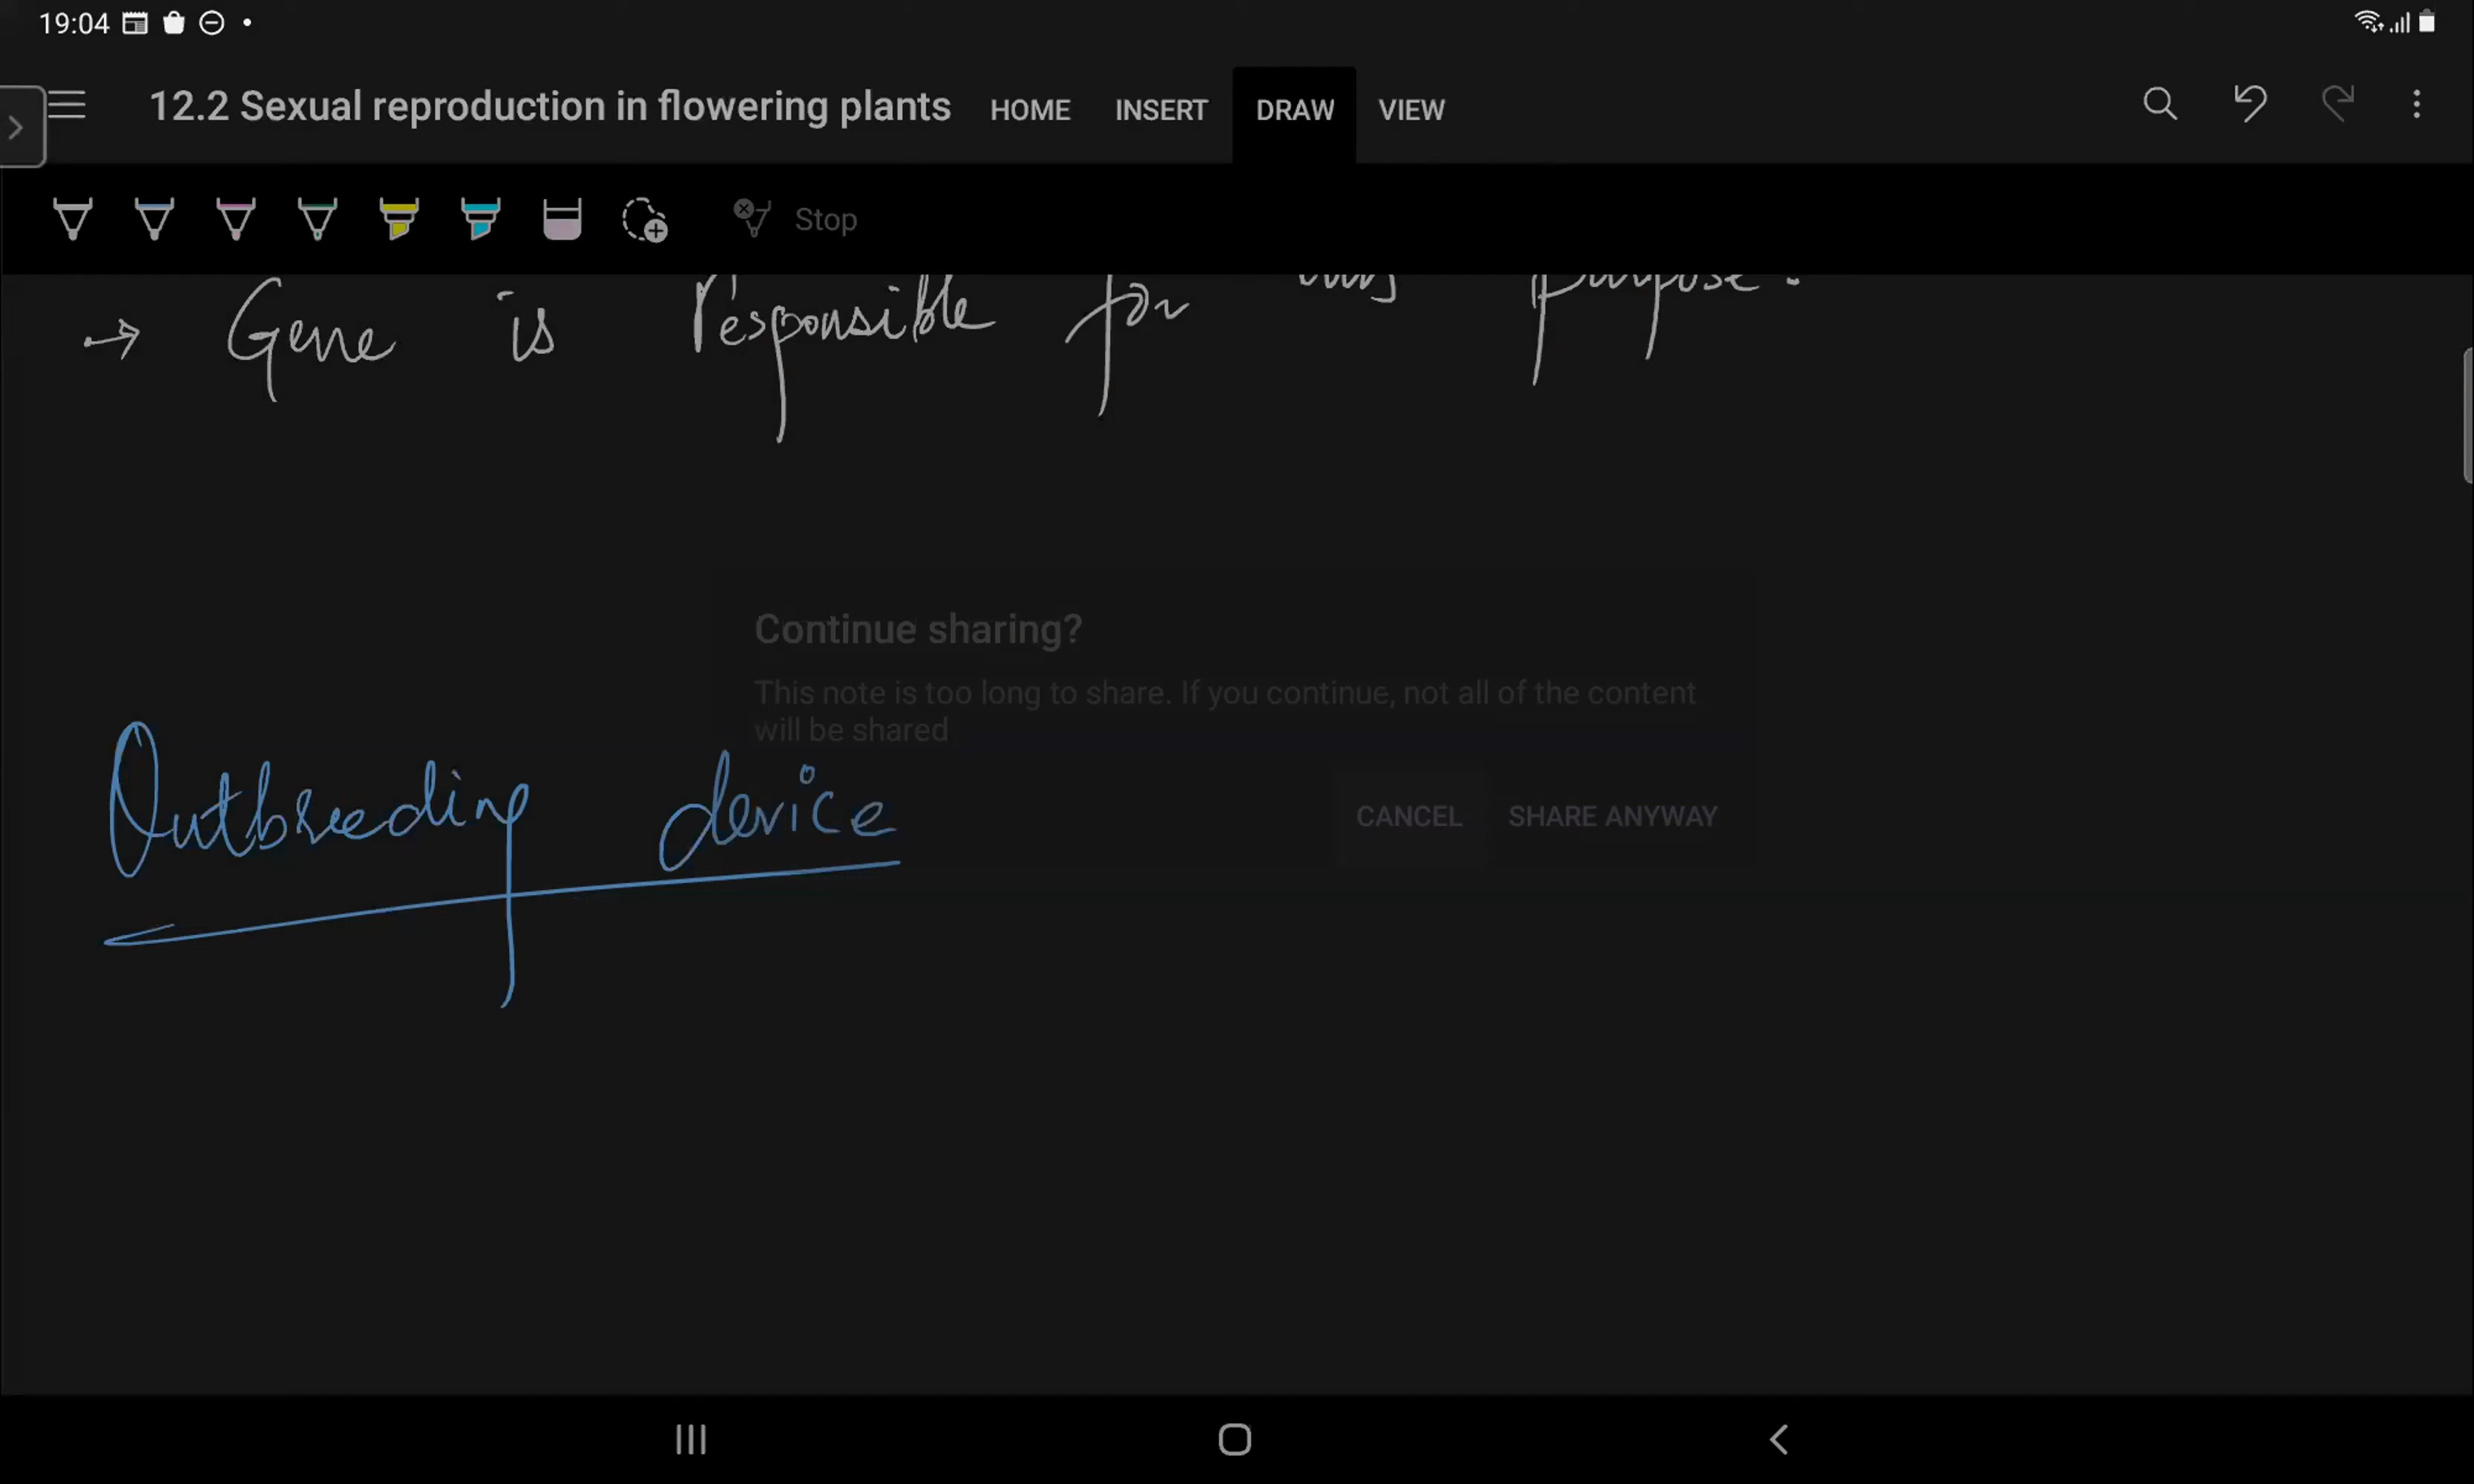 19:04
12.2 Sexual reproduction in flowering plants HOME INSERT DRAW VIEW
Stop
→ Gene is responsible for this purpose.
Continue sharing?
This note is too long to share. If you continue, not all of the content
will be shared
CANCEL SHARE ANYWAY
Outbreeding device